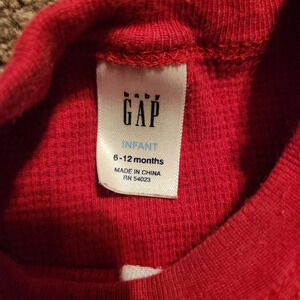 baby
GAP
INFANT
6-12 months
MADE IN CHINA
RN 54023